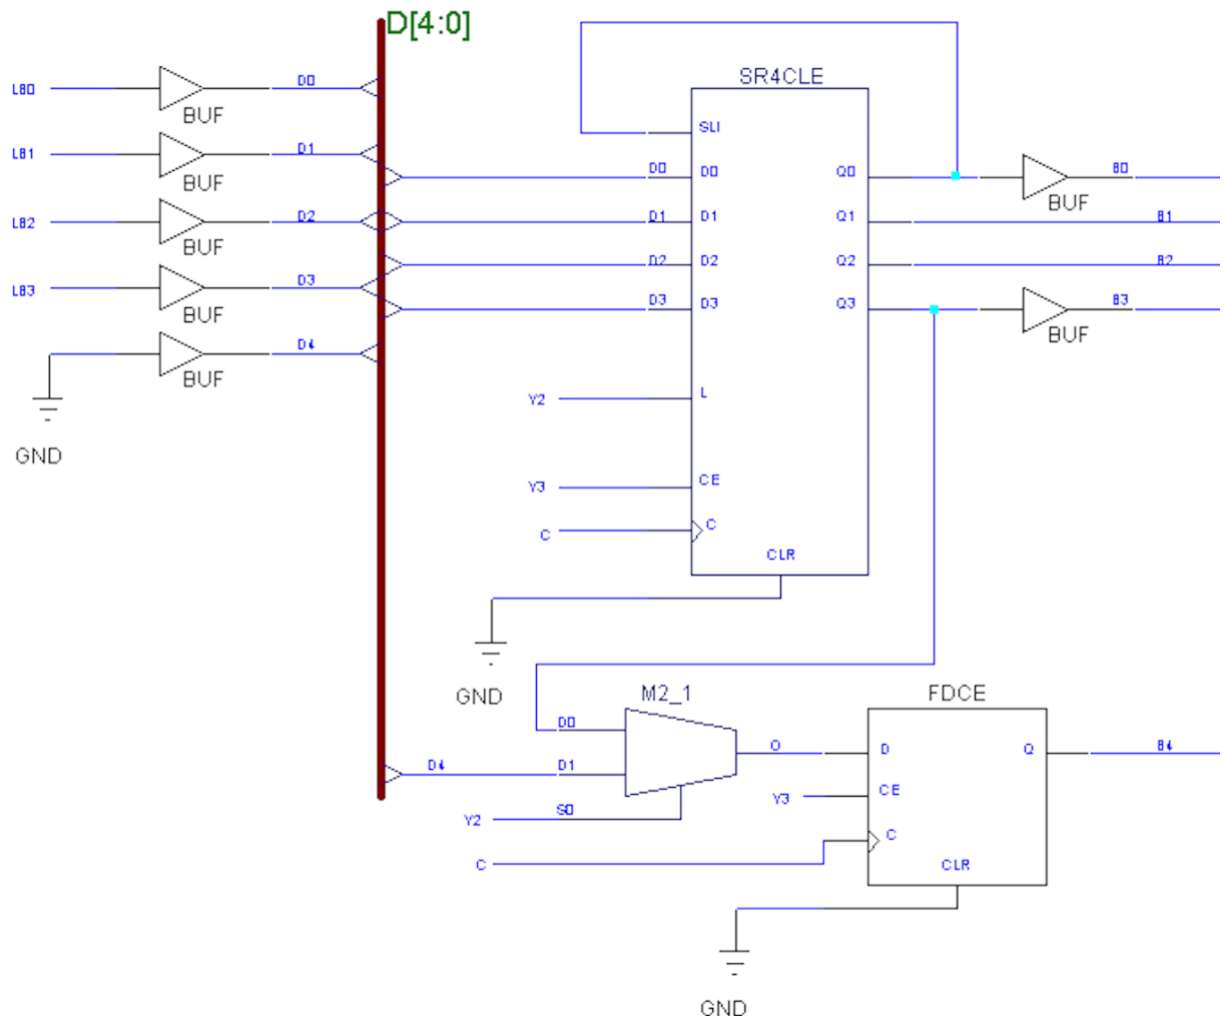 D[4:0]
SR4CLE
LB0
BUF
D0
LB1
BUF
D1
LB2
BUF
D2
LB3
BUF
D3
BUF
D4
GND
SLI
D0
D0
Q0
BUF
B0
D1
D1
Q1
B1
D2
D2
Q2
B2
D3
D3
Q3
BUF
B3
Y2
L
Y3
CE
C
C
CLR
GND
M2_1
FDCE
D0
O
D
Q
B4
D4
D1
Y3
CE
Y2
S0
C
C
CLR
GND